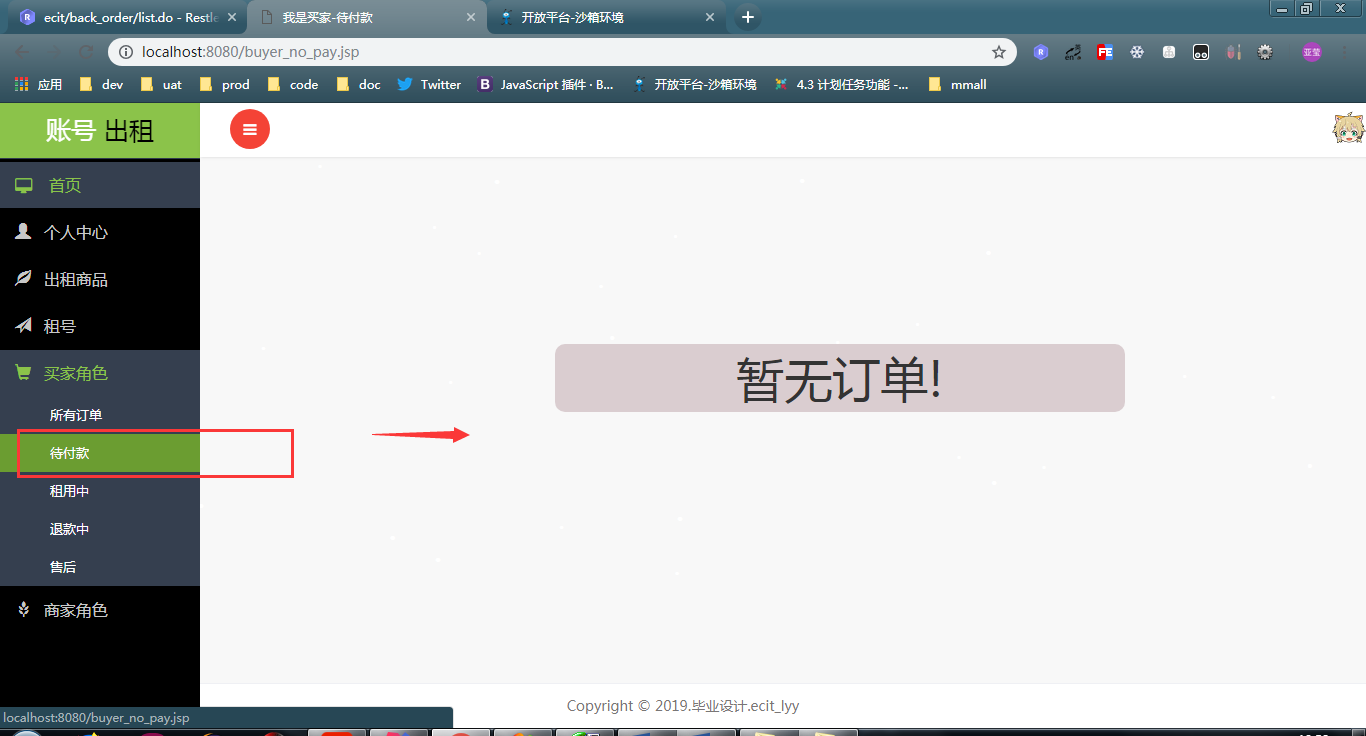 ecit/back_order/list.do - Restle
我是买家-待付款
开放平台-沙箱环境
localhost:8080/buyer_no_pay.jsp
亚莹
应用
dev
uat
prod
code
doc
Twitter
JavaScript 插件 · B...
开放平台-沙箱环境
4.3 计划任务功能 -...
mmall
账号 出租
首页
个人中心
出租商品
租号
买家角色
所有订单
待付款
租用中
退款中
售后
商家角色
暂无订单!
Copyright © 2019.毕业设计.ecit_lyy
localhost:8080/buyer_no_pay.jsp